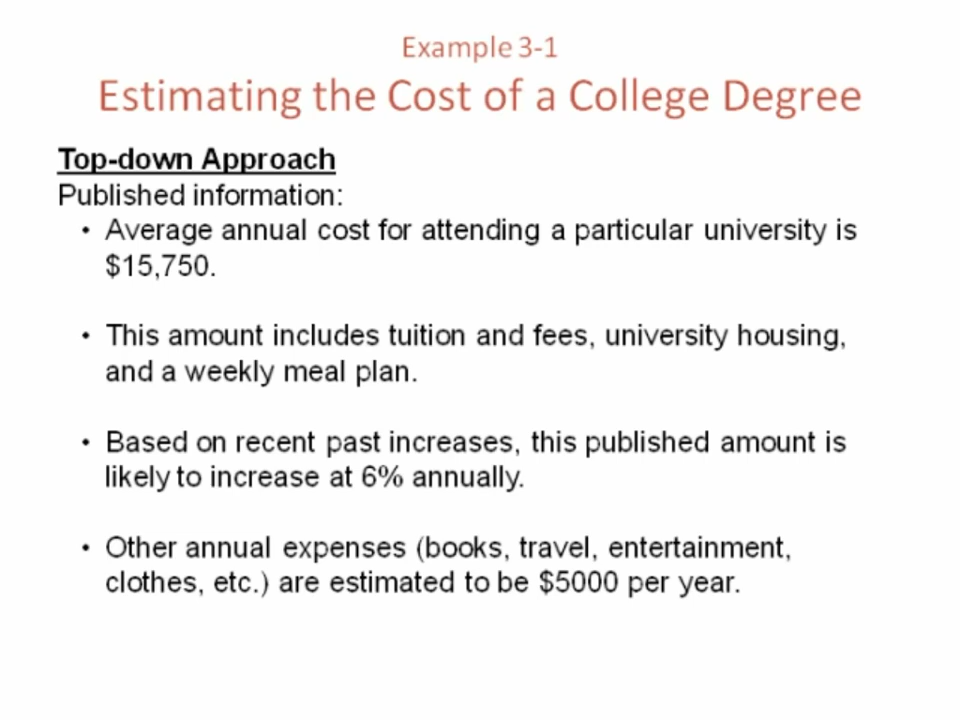 Example 3-1
Estimating the Cost of a College Degree
Top-down Approach
Published information:
• Average annual cost for attending a particular university is
$15,750.
• This amount includes tuition and fees, university housing,
and a weekly meal plan.
• Based on recent past increases, this published amount is
likely to increase at 6% annually.
• Other annual expenses (books, travel, entertainment,
clothes, etc.) are estimated to be $5000 per year.